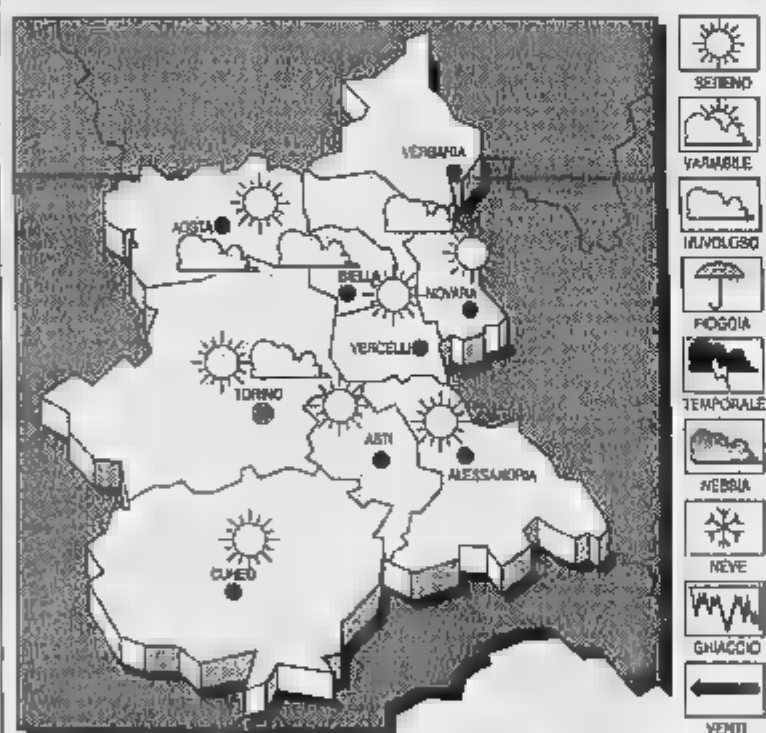 VERBANIA
AOSTA
BIELLA
NOVARA
VERCELLI
TORINO
ASTI
ALESSANDRIA
CUNEO
SERENO
VARIABILE
NUVOLOSO
PIOGGIA
TEMPORALE
NEBBIA
NEVE
GHIACCIO
VENTI